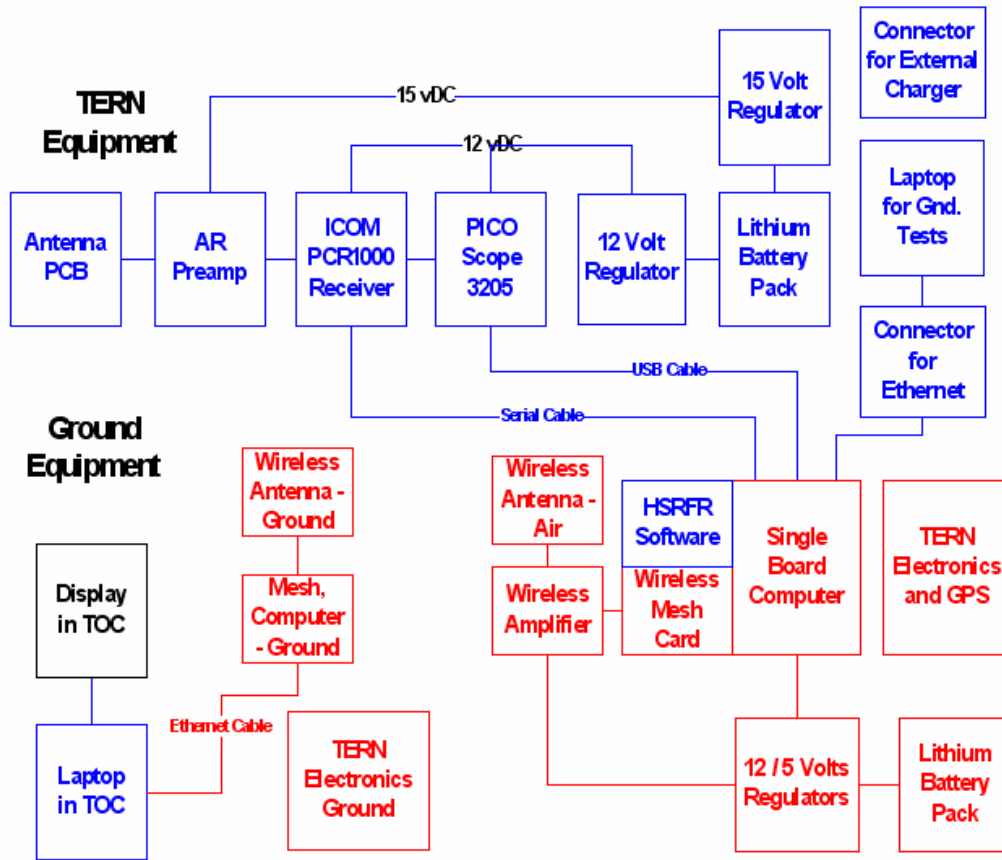 TERN
Equipment
15 vDC
12 vDC
15 Volt
Regulator
Connector
for External
Charger
Antenna
PCB
AR
Preamp
ICOM
PCR1000
Receiver
PICO
Scope
3205
12 Volt
Regulator
Lithium
Battery
Pack
Laptop
for Gnd.
Tests
Connector
for
Ethernet
USB Cable
Serial Cable
Ground
Equipment
Wireless
Antenna -
Ground
Wireless
Antenna -
Air
HSRFR
Software
Single
Board
Computer
TERN
Electronics
and GPS
Display
in TOC
Mesh,
Computer
- Ground
Wireless
Amplifier
Wireless
Mesh
Card
Ethernet Cable
Laptop
in TOC
TERN
Electronics
Ground
12 / 5 Volts
Regulators
Lithium
Battery
Pack